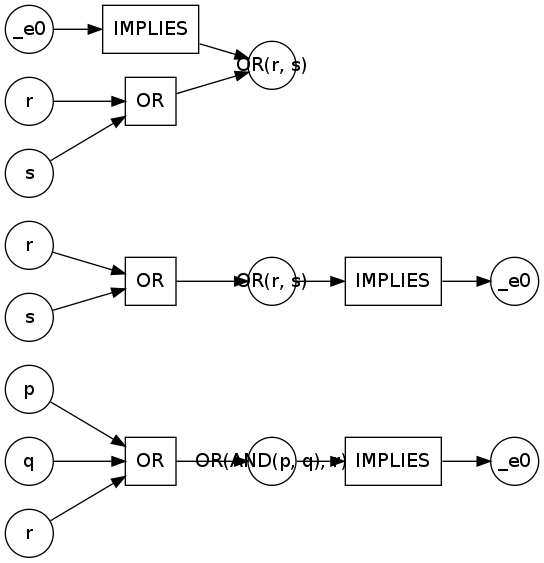 _e0 IMPLIES
OR(r, s)
r OR
s
r
OR OR(r, s) IMPLIES _e0
s
p
q OR OR(AND(p, q), r) IMPLIES _e0
r